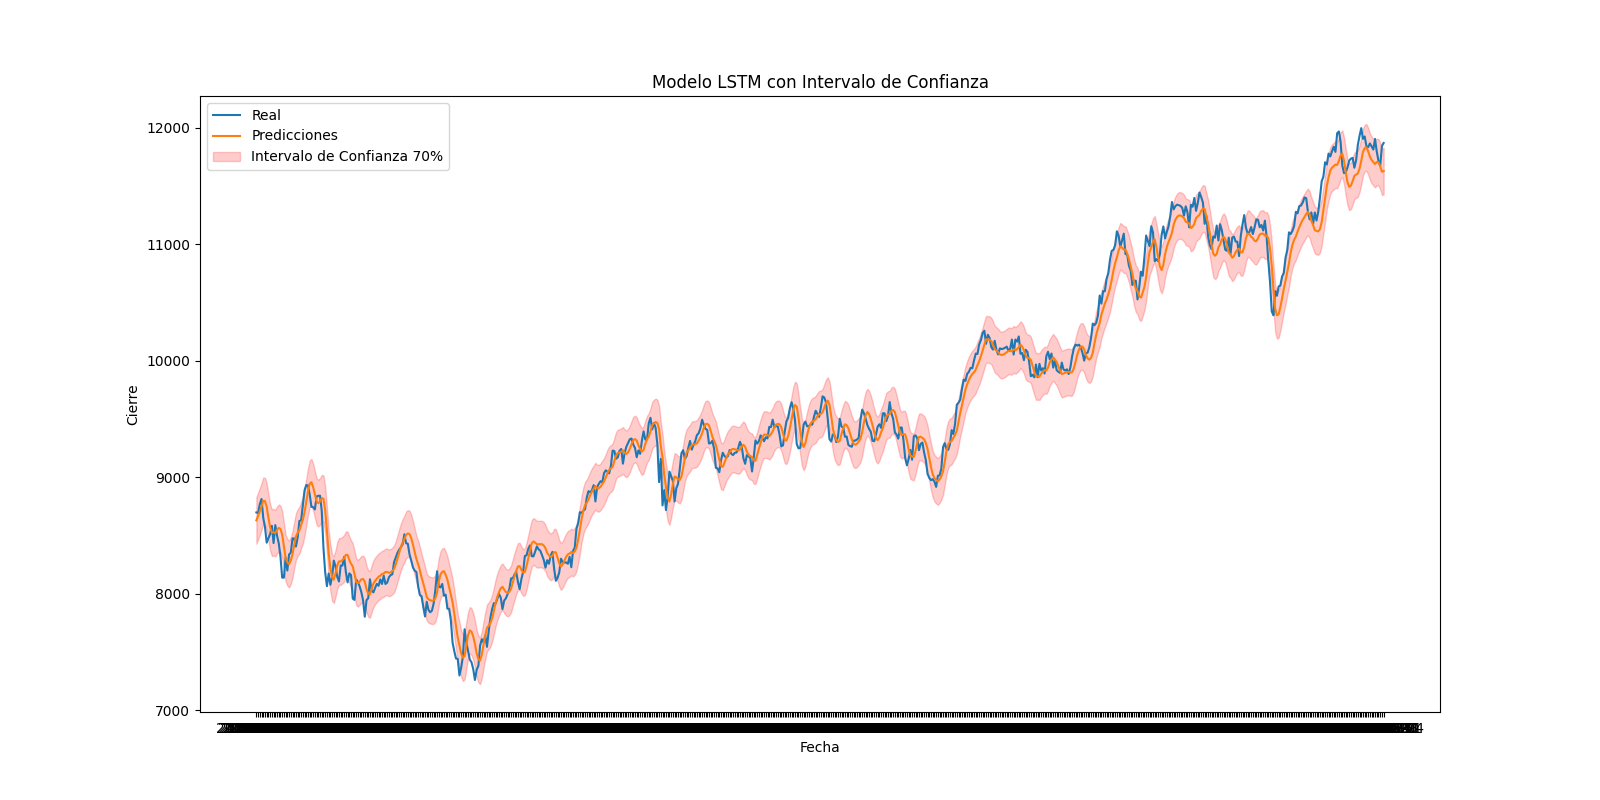 Modelo LSTM con Intervalo de Confianza
Real
Predicciones
Intervalo de Confianza 70%
12000
11000
10000
9000
8000
7000
Cierre
Fecha